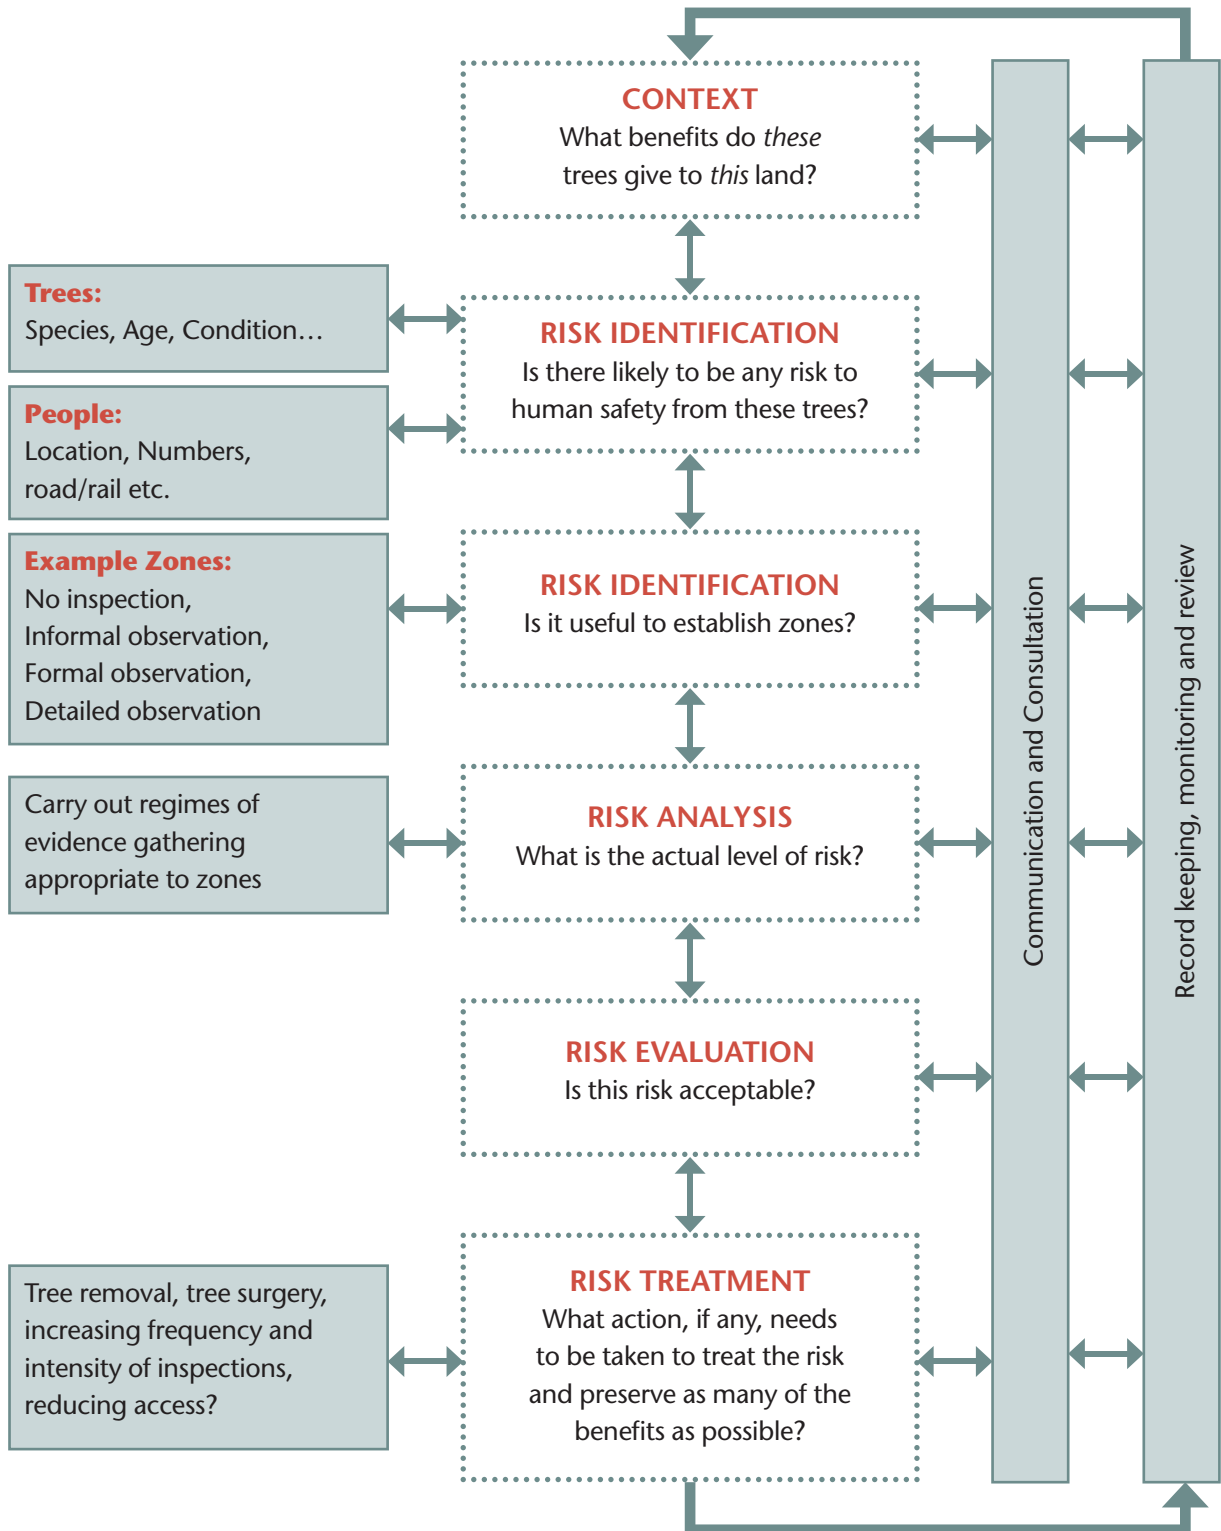 CONTEXT
What benefits do these
trees give to this land?
Trees:
Species, Age, Condition…
RISK IDENTIFICATION
Is there likely to be any risk to
human safety from these trees?
People:
Location, Numbers,
road/rail etc.
Example Zones:
No inspection,
Informal observation,
Formal observation,
Detailed observation
RISK IDENTIFICATION
Is it useful to establish zones?
Carry out regimes of
evidence gathering
appropriate to zones
RISK ANALYSIS
What is the actual level of risk?
RISK EVALUATION
Is this risk acceptable?
Tree removal, tree surgery,
increasing frequency and
intensity of inspections,
reducing access?
RISK TREATMENT
What action, if any, needs
to be taken to treat the risk
and preserve as many of the
benefits as possible?
Communication and Consultation
Record keeping, monitoring and review